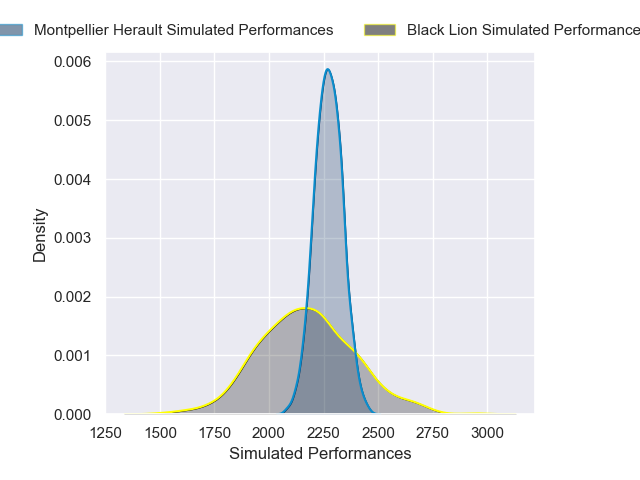 Montpellier Herault Simulated Performances
Black Lion Simulated Performance
0.006
0.005
0.004
0.003
0.002
0.001
0.000
Density
1250 1500 1750 2000 2250 2500 2750 3000
Simulated Performances